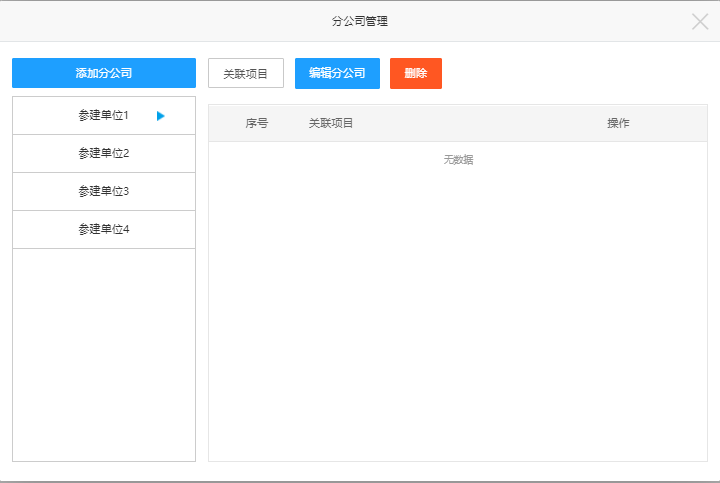 分公司管理
添加分公司
关联项目
编辑分公司
删除
参建单位1
参建单位2
参建单位3
参建单位4
序号
关联项目
操作
无数据